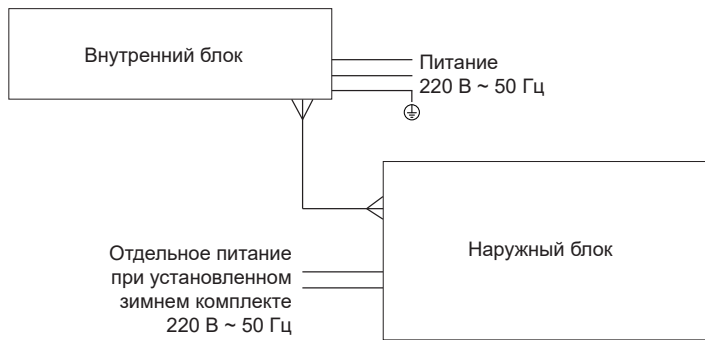 Внутренний блок
Питание
220 В ~ 50 Гц
Наружный блок
Отдельное питание
при установленном
зимнем комплекте
220 В ~ 50 Гц